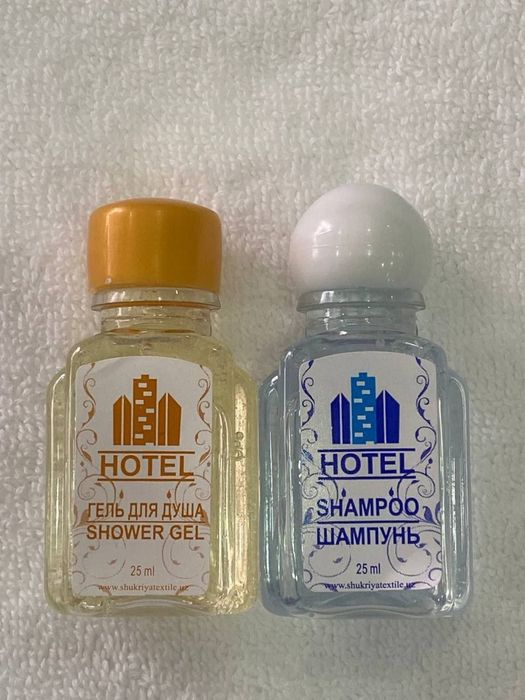 HOTEL
ГЕЛЬ ДЛЯ ДУША
SHOWER GEL
25 ml
www.shukriyatextile.uz
HOTEL
SHAMPOO
ШАМПУНЬ
25 ml
www.shukriyatextile.uz